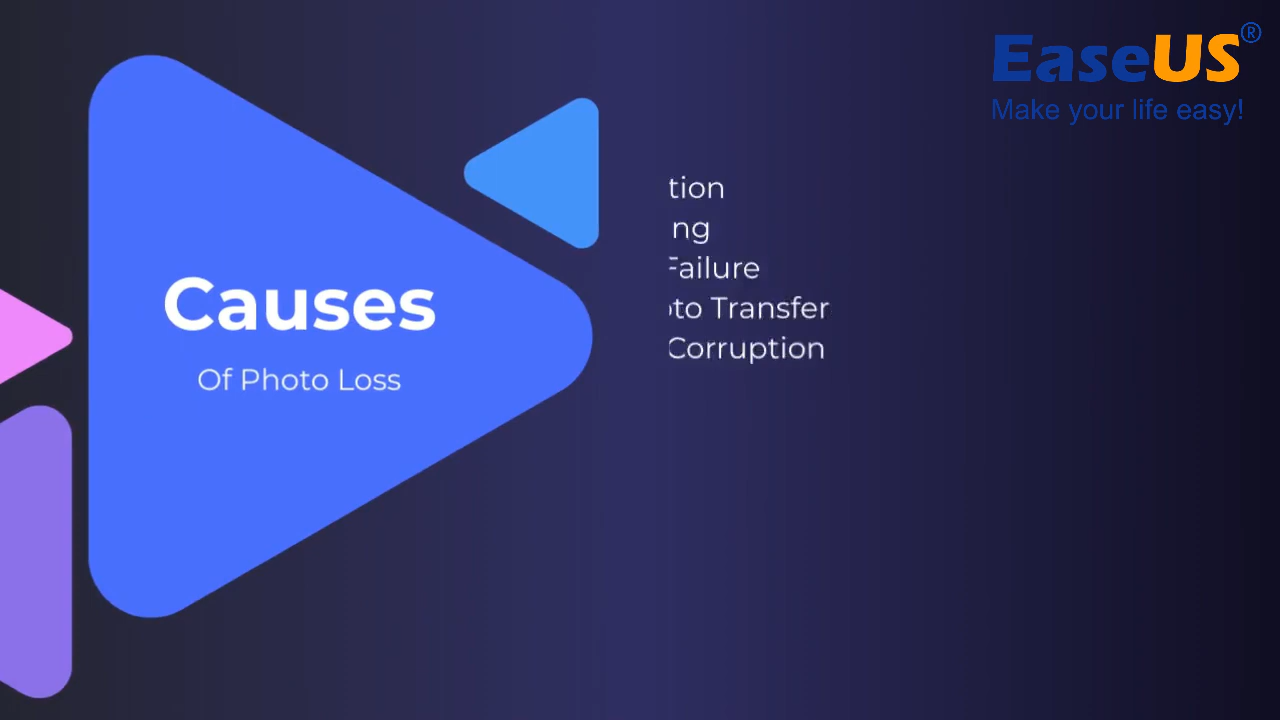 EaseUS®
Make your life easy!
Causes
Of Photo Loss
tion
ng
Failure
to Transfer
Corruption